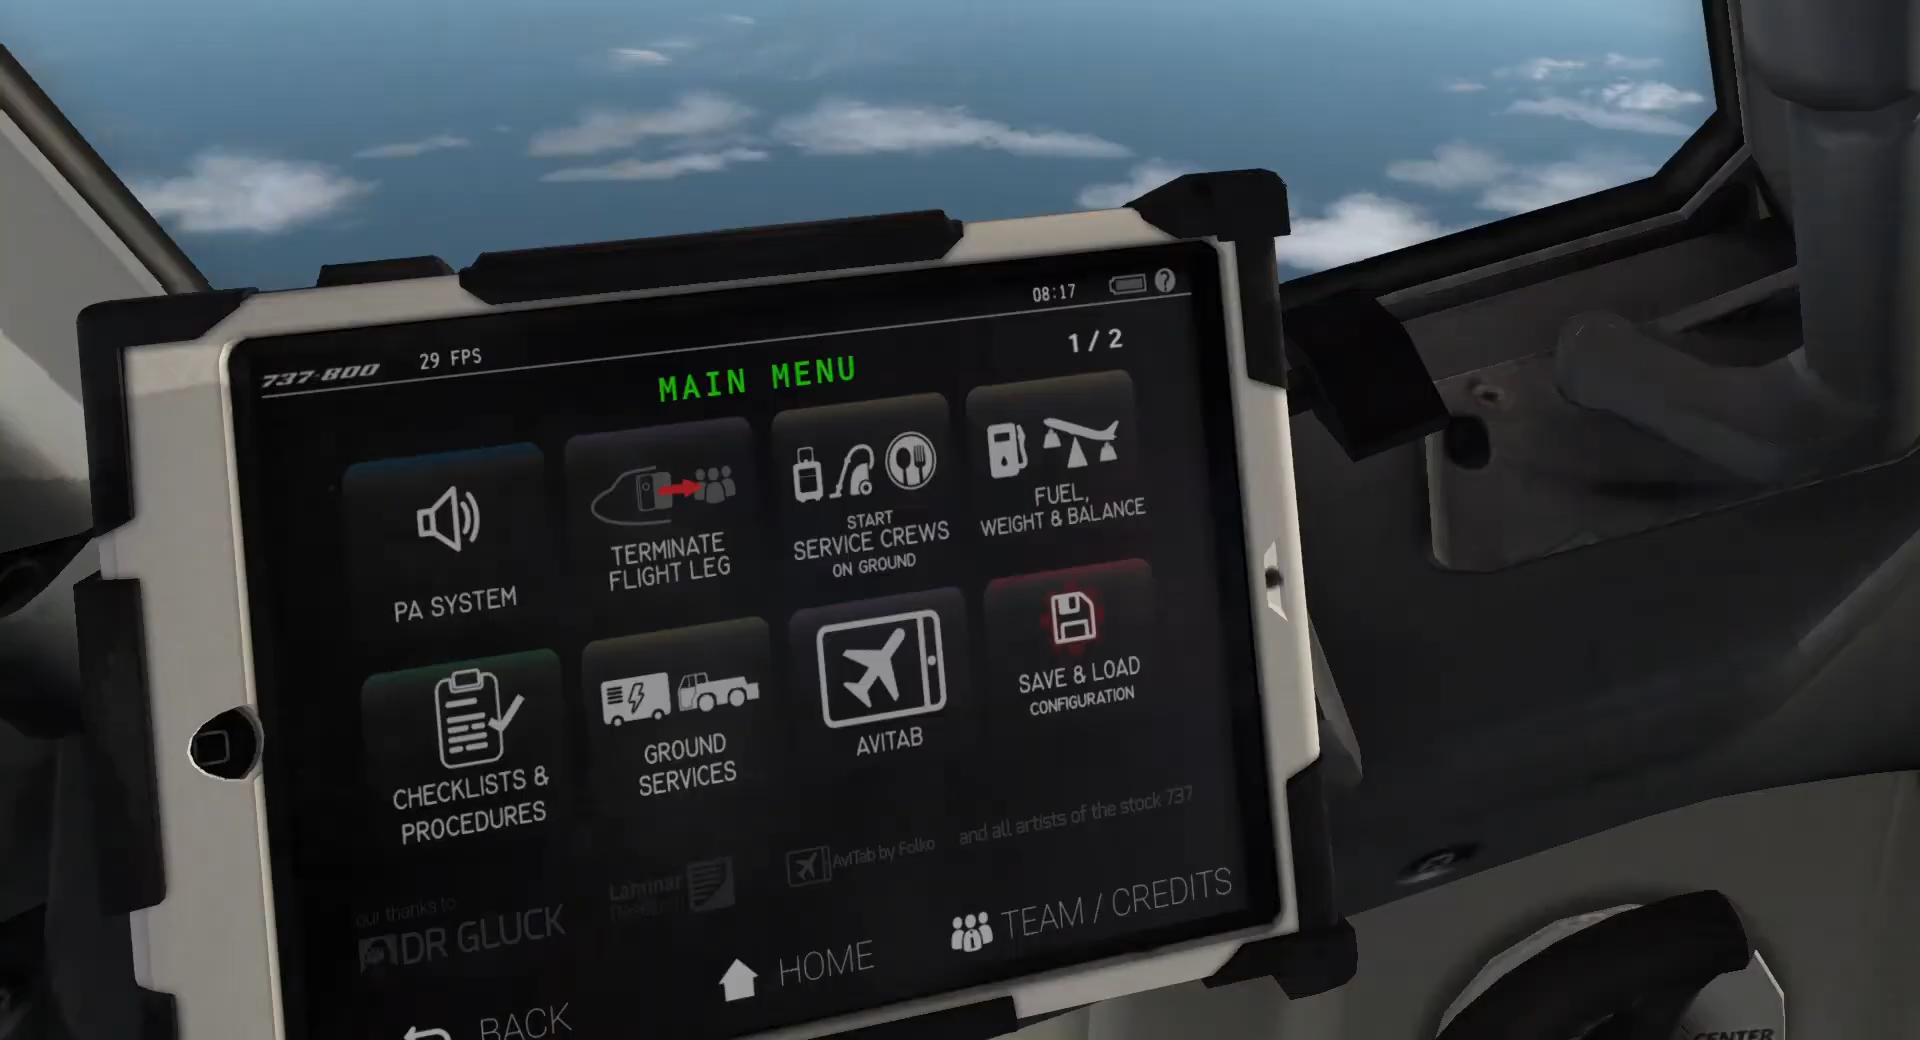 08:17
737-800
29 FPS
1 / 2
MAIN MENU
PA SYSTEM
TERMINATE
FLIGHT LEG
START
SERVICE CREWS
ON GROUND
FUEL,
WEIGHT & BALANCE
CHECKLISTS &
PROCEDURES
GROUND
SERVICES
AVITAB
SAVE & LOAD
CONFIGURATION
our thanks to
DR GLUCK
Laminar
Research
AviTab by Folko
and all artists of the stock 737
BACK
HOME
TEAM / CREDITS
CENTER